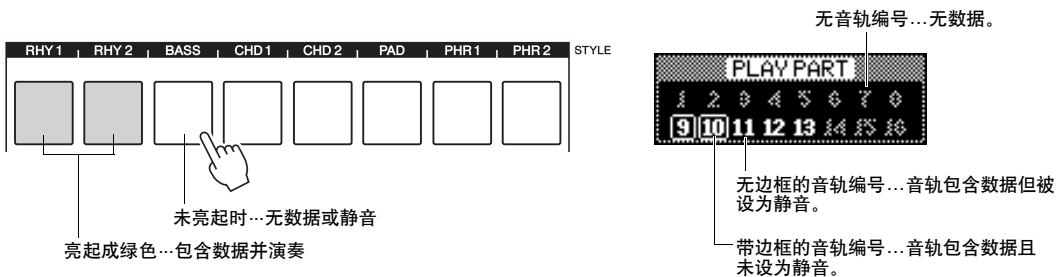 无音轨编号…无数据。
RHY 1 RHY 2 BASS CHD 1 CHD 2 PAD PHR 1 PHR 2 STYLE
PLAY PART
1 2 3 4 5 6 7 8
9 10 11 12 13 14 15 16
无边框的音轨编号…音轨包含数据但被
设为静音。
未亮起时…无数据或静音
亮起成绿色…包含数据并演奏
带边框的音轨编号…音轨包含数据且
未设为静音。